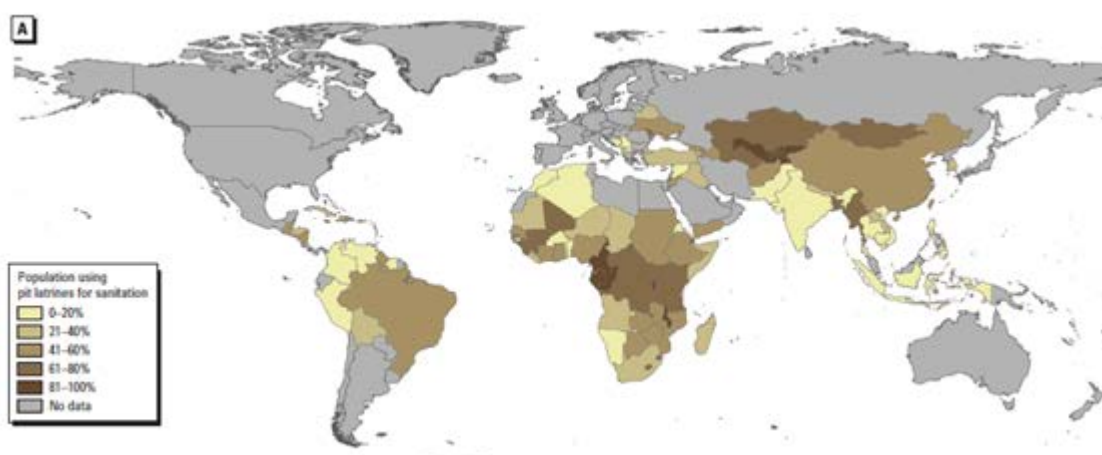 A
Population using
pit latrines for sanitation
0–20%
21–40%
41–60%
61–80%
81–100%
No data